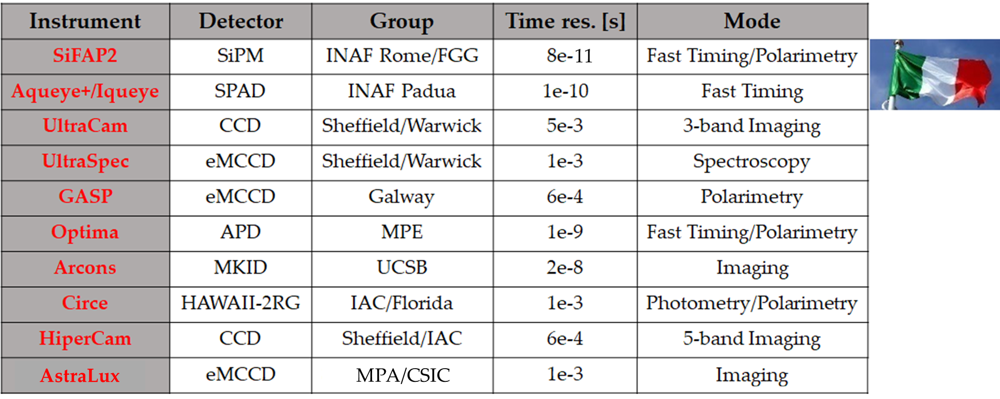 Instrument Detector Group Time res. [s] Mode
SiFAP2 SiPM INAF Rome/FGG 8e-11 Fast Timing/Polarimetry
Aqueye+/Iqueye SPAD INAF Padua 1e-10 Fast Timing
UltraCam CCD Sheffield/Warwick 5e-3 3-band Imaging
UltraSpec eMCCD Sheffield/Warwick 1e-3 Spectroscopy
GASP eMCCD Galway 6e-4 Polarimetry
Optima APD MPE 1e-9 Fast Timing/Polarimetry
Arcons MKID UCSB 2e-8 Imaging
Circe HAWAII-2RG IAC/Florida 1e-3 Photometry/Polarimetry
HiperCam CCD Sheffield/IAC 6e-4 5-band Imaging
AstraLux eMCCD MPA/CSIC 1e-3 Imaging